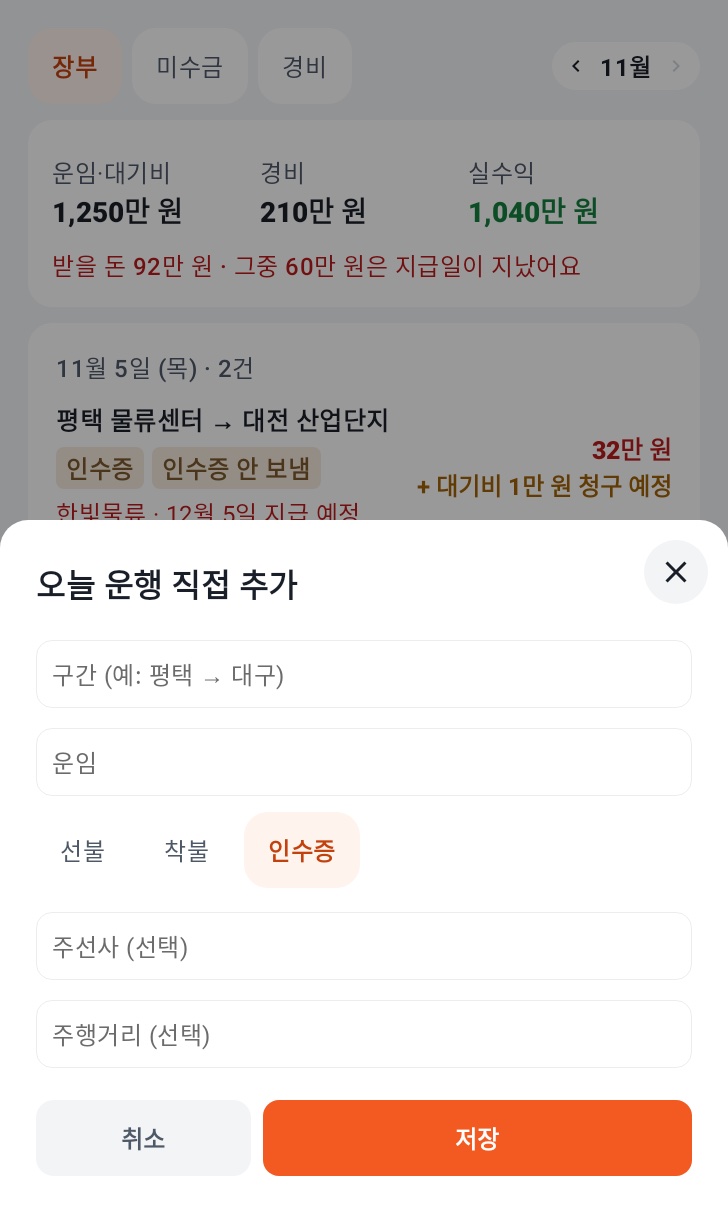 장부 미수금 경비 11월
운임·대기비 경비 실수익
1,250만 원 210만 원 1,040만 원
받을 돈 92만 원 · 그중 60만 원은 지급일이 지났어요
11월 5일 (목) · 2건
평택 물류센터 → 대전 산업단지
32만 원
인수증 인수증 안 보냄
+ 대기비 1만 원 청구 예정
한빛물류 · 12월 5일 지급 예정
오늘 운행 직접 추가
구간 (예: 평택 → 대구)
운임
선불 착불 인수증
주선사 (선택)
주행거리 (선택)
취소 저장